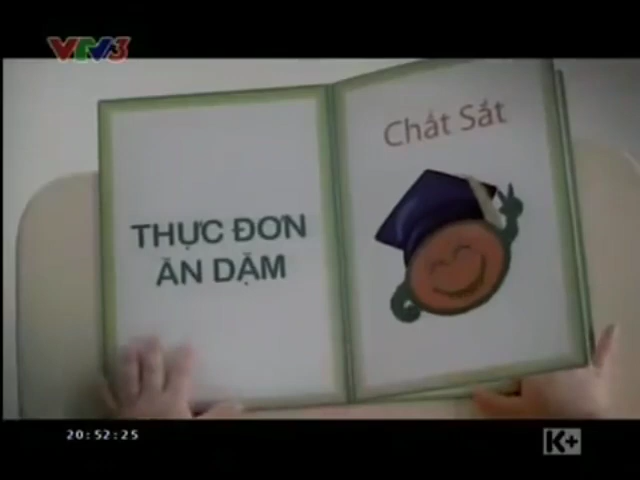 VTV3
THỰC ĐƠN
ĂN DẶM
Chất Sắt
20:52:25
K+